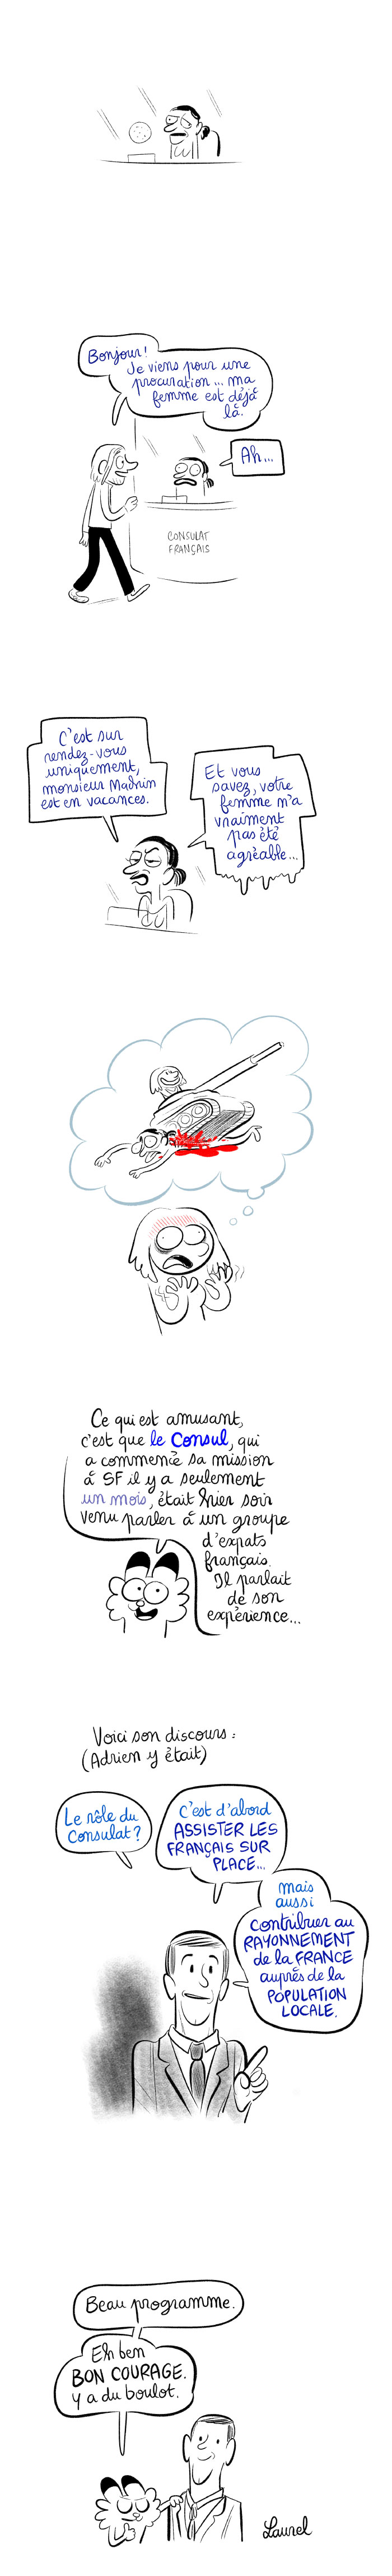 Bonjour!
Je viens pour une
procuration... ma
femme est déjà
là.
Ah...
CONSULAT
FRANÇAIS
C'est sur
rendez-vous
uniquement,
monsieur Madnin
est en vacances.
Et vous
savez, votre
femme m'a
vraiment
pas été
agréable...
Ce qui est amusant,
c'est que le Consul, qui
a commencé sa mission
à SF il y a seulement
un mois, était hier soir
venu parler à un groupe
d'expats
français.
Il parlait
de son
expérience...
Voici son discours :
(Adrien y était)
Le rôle du
Consulat ?
C'est d'abord
ASSISTER LES
FRANÇAIS SUR
PLACE...
mais
aussi
contribuer au
RAYONNEMENT
de la FRANCE
auprès de la
POPULATION
LOCALE.
Beau programme.
Eh ben
BON COURAGE.
Y a du boulot.
Laurel